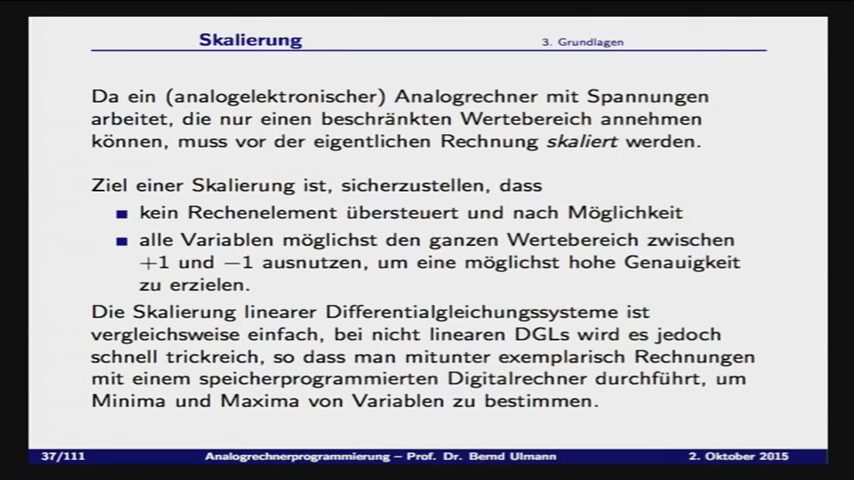 Skalierung
3. Grundlagen
Da ein (analogelektronischer) Analogrechner mit Spannungen
arbeitet, die nur einen beschränkten Wertebereich annehmen
können, muss vor der eigentlichen Rechnung skaliert werden.
Ziel einer Skalierung ist, sicherzustellen, dass
kein Rechenelement übersteuert und nach Möglichkeit
alle Variablen möglichst den ganzen Wertebereich zwischen
+1 und −1 ausnutzen, um eine möglichst hohe Genauigkeit
zu erzielen.
Die Skalierung linearer Differentialgleichungssysteme ist
vergleichsweise einfach, bei nicht linearen DGLs wird es jedoch
schnell trickreich, so dass man mitunter exemplarisch Rechnungen
mit einem speicherprogrammierten Digitalrechner durchführt, um
Minima und Maxima von Variablen zu bestimmen.
37/111
Analogrechnerprogrammierung – Prof. Dr. Bernd Ulmann
2. Oktober 2015